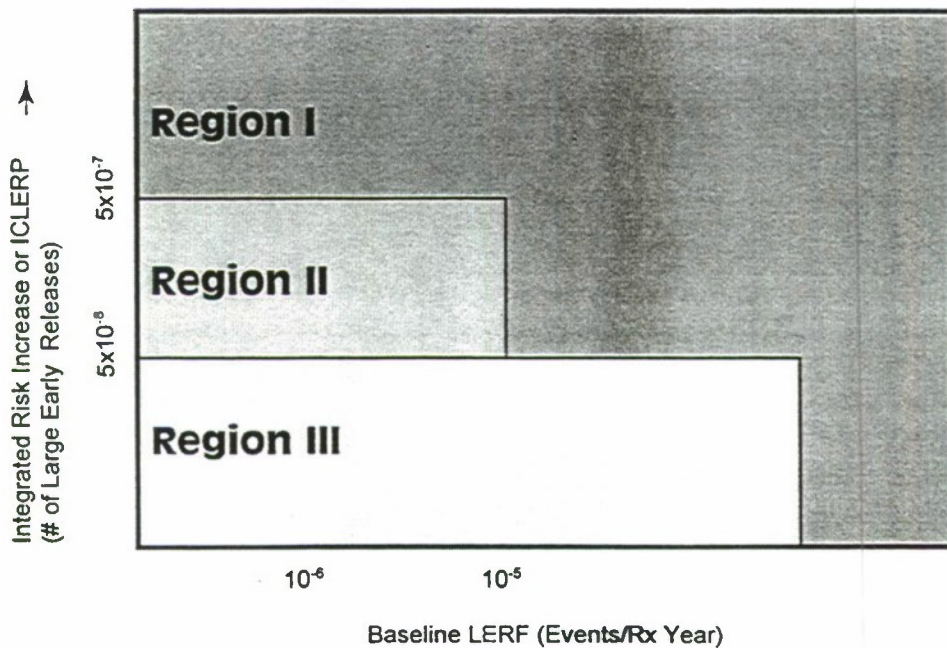 Integrated Risk Increase or ICLERP
(# of Large Early Releases)
5x10⁻⁷
5x10⁻⁸
Region I
Region II
Region III
10⁻⁶ 10⁻⁵
Baseline LERF (Events/Rx Year)